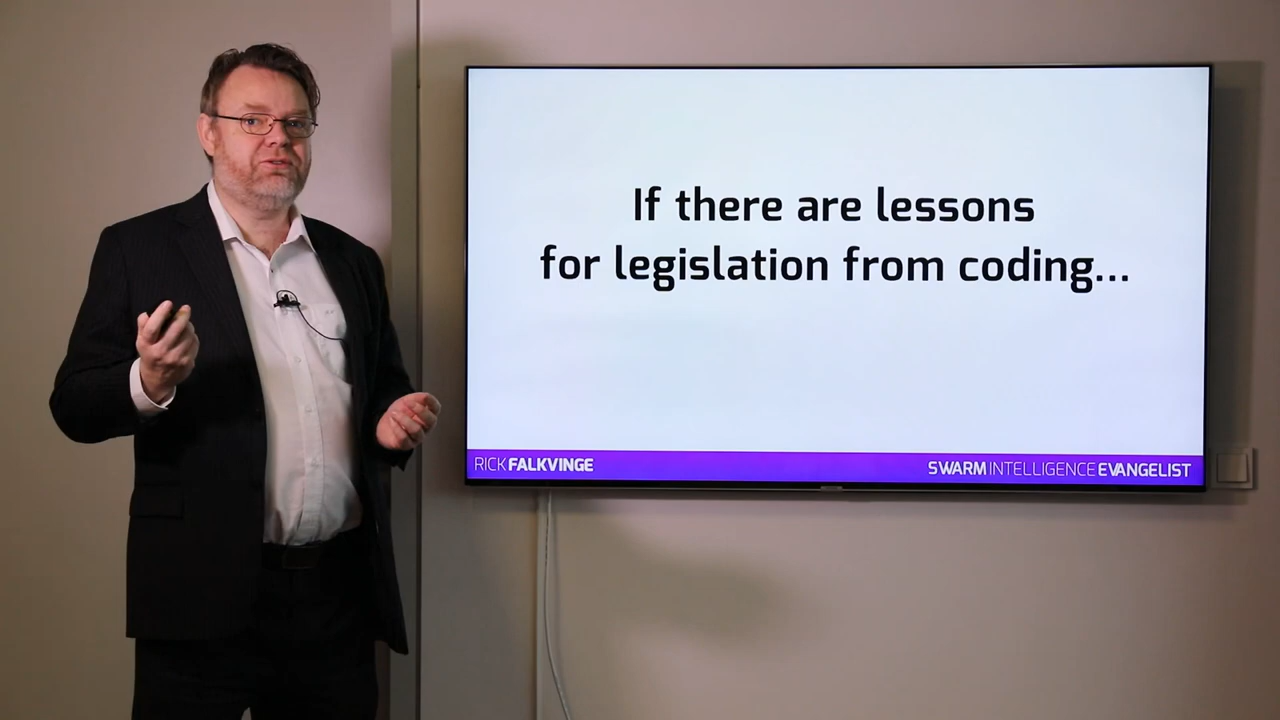 If there are lessons
for legislation from coding...
RICK FALKVINGE
SWARM INTELLIGENCE EVANGELIST